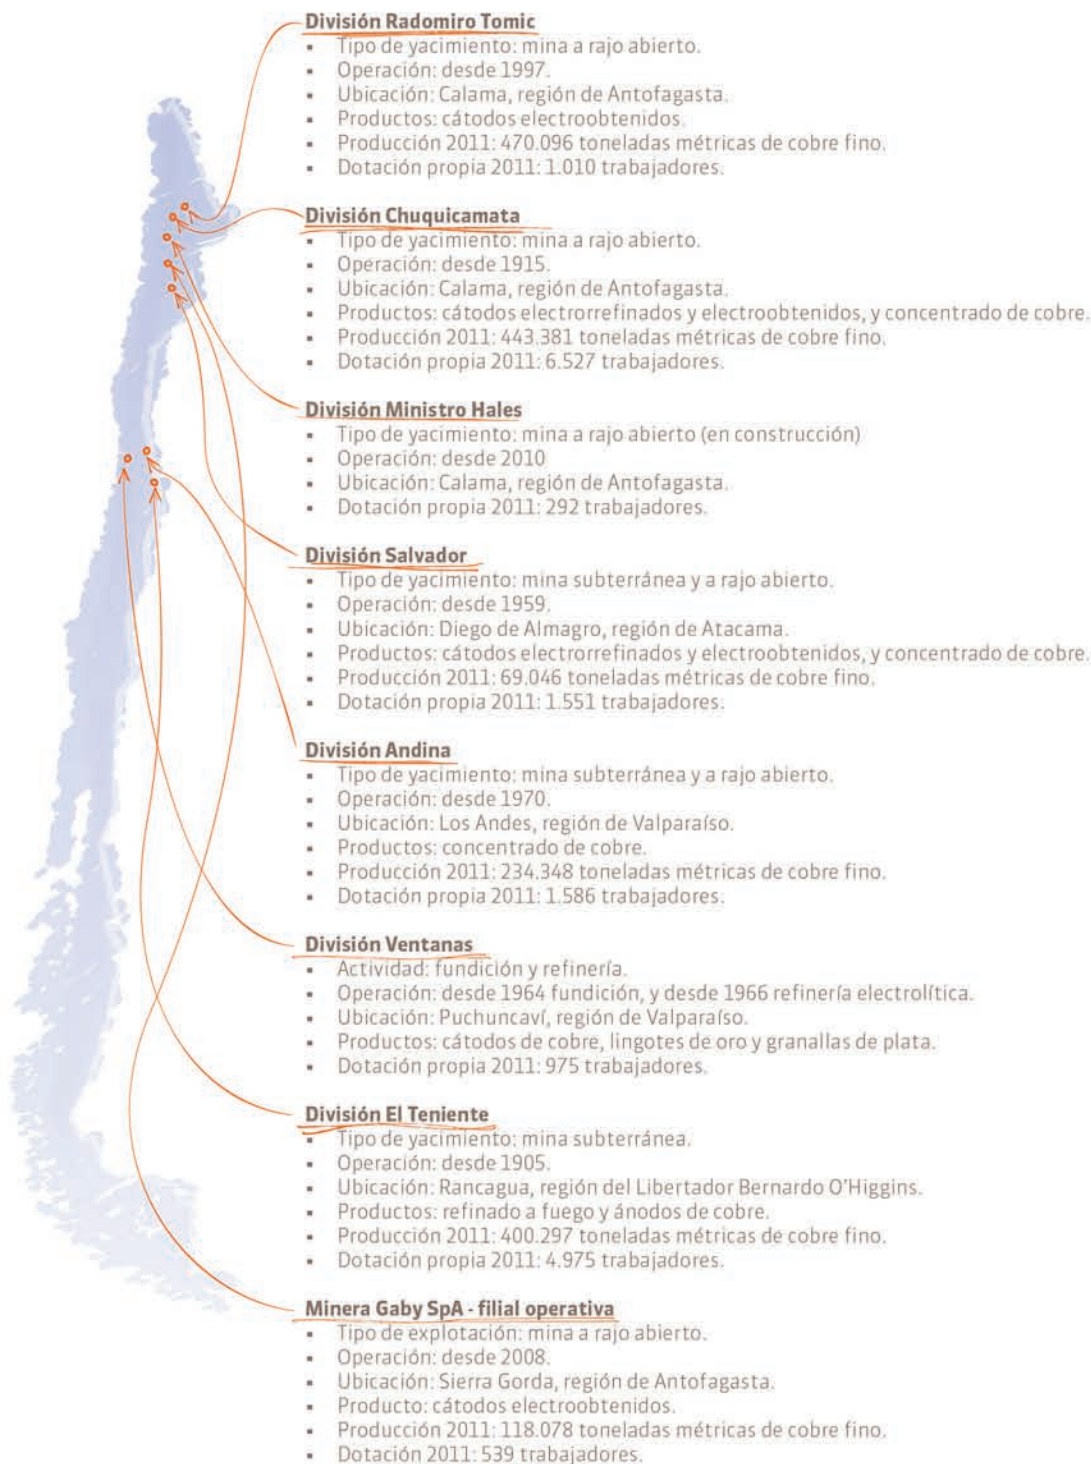 División Radomiro Tomic
▪ Tipo de yacimiento: mina a rajo abierto.
▪ Operación: desde 1997.
▪ Ubicación: Calama, región de Antofagasta.
▪ Productos: cátodos electroobtenidos.
▪ Producción 2011: 470.096 toneladas métricas de cobre fino.
▪ Dotación propia 2011: 1.010 trabajadores.
División Chuquicamata
▪ Tipo de yacimiento: mina a rajo abierto.
▪ Operación: desde 1915.
▪ Ubicación: Calama, región de Antofagasta.
▪ Productos: cátodos electrorrefinados y electroobtenidos, y concentrado de cobre.
▪ Producción 2011: 443.381 toneladas métricas de cobre fino.
▪ Dotación propia 2011: 6.527 trabajadores.
División Ministro Hales
▪ Tipo de yacimiento: mina a rajo abierto (en construcción)
▪ Operación: desde 2010
▪ Ubicación: Calama, región de Antofagasta.
▪ Dotación propia 2011: 292 trabajadores.
División Salvador
▪ Tipo de yacimiento: mina subterránea y a rajo abierto.
▪ Operación: desde 1959.
▪ Ubicación: Diego de Almagro, región de Atacama.
▪ Productos: cátodos electrorrefinados y electroobtenidos, y concentrado de cobre.
▪ Producción 2011: 69.046 toneladas métricas de cobre fino.
▪ Dotación propia 2011: 1.551 trabajadores.
División Andina
▪ Tipo de yacimiento: mina subterránea y a rajo abierto.
▪ Operación: desde 1970.
▪ Ubicación: Los Andes, región de Valparaíso.
▪ Productos: concentrado de cobre.
▪ Producción 2011: 234.348 toneladas métricas de cobre fino.
▪ Dotación propia 2011: 1.586 trabajadores.
División Ventanas
▪ Actividad: fundición y refinería.
▪ Operación: desde 1964 fundición, y desde 1966 refinería electrolítica.
▪ Ubicación: Puchuncaví, región de Valparaíso.
▪ Productos: cátodos de cobre, lingotes de oro y granallas de plata.
▪ Dotación propia 2011: 975 trabajadores.
División El Teniente
▪ Tipo de yacimiento: mina subterránea.
▪ Operación: desde 1905.
▪ Ubicación: Rancagua, región del Libertador Bernardo O'Higgins.
▪ Productos: refinado a fuego y ánodos de cobre.
▪ Producción 2011: 400.297 toneladas métricas de cobre fino.
▪ Dotación propia 2011: 4.975 trabajadores.
Minera Gaby SpA - filial operativa
▪ Tipo de explotación: mina a rajo abierto.
▪ Operación: desde 2008.
▪ Ubicación: Sierra Gorda, región de Antofagasta.
▪ Producto: cátodos electroobtenidos.
▪ Producción 2011: 118.078 toneladas métricas de cobre fino.
▪ Dotación 2011: 539 trabajadores.